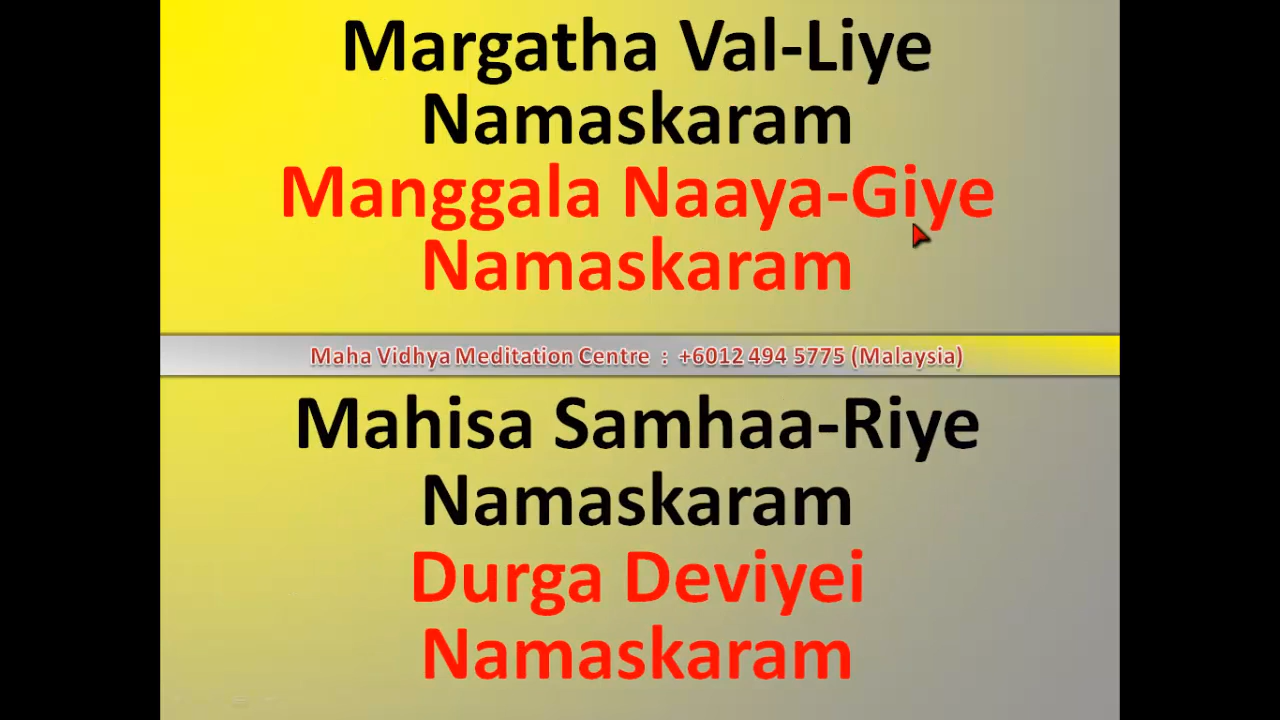 Margatha Val-Liye
Namaskaram
Manggala Naaya-Giye
Namaskaram
Maha Vidhya Meditation Centre : +6012 494 5775 (Malaysia)
Mahisa Samhaa-Riye
Namaskaram
Durga Deviyei
Namaskaram